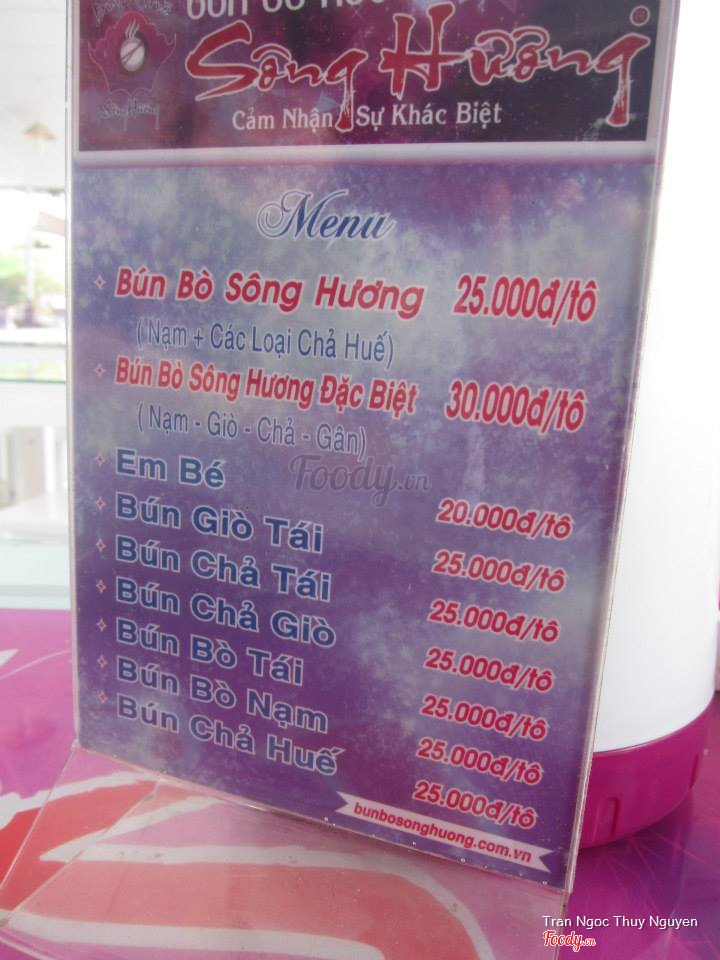 Sông Hương
Sông Hương
Cảm Nhận Sự Khác Biệt
Menu
Bún Bò Sông Hương 25.000đ/tô
(Nạm + Các Loại Chả Huế)
Bún Bò Sông Hương Đặc Biệt 30.000đ/tô
(Nạm - Giò - Chả - Gân)
Em Bé 20.000đ/tô
Bún Giò Tái 25.000đ/tô
Bún Chả Tái 25.000đ/tô
Bún Chả Giò 25.000đ/tô
Bún Bò Tái 25.000đ/tô
Bún Bò Nạm 25.000đ/tô
Bún Chả Huế 25.000đ/tô
bunbosonghuong.com.vn
Foody.vn
Tran Ngoc Thuy Nguyen
Foody.vn